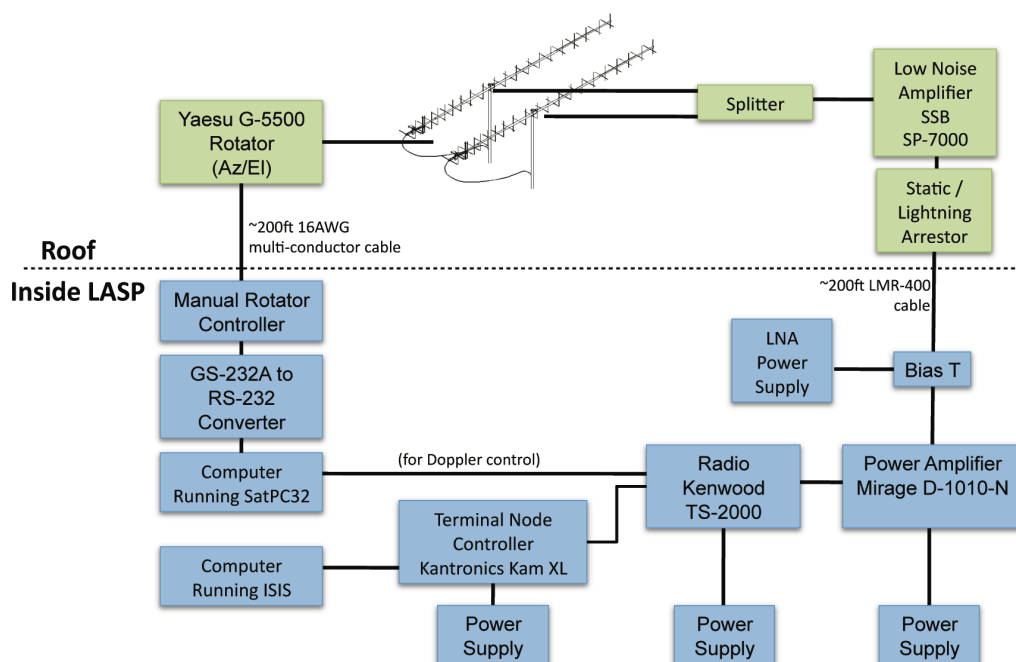 Yaesu G-5500
Rotator
(Az/El)
Splitter
Low Noise
Amplifier
SSB
SP-7000
Static /
Lightning
Arrestor
~200ft 16AWG
multi-conductor cable
Roof
Inside LASP
~200ft LMR-400
cable
Manual Rotator
Controller
LNA
Power
Supply
Bias T
GS-232A to
RS-232
Converter
(for Doppler control)
Computer
Running SatPC32
Radio
Kenwood
TS-2000
Power Amplifier
Mirage D-1010-N
Terminal Node
Controller
Kantronics Kam XL
Computer
Running ISIS
Power
Supply
Power
Supply
Power
Supply